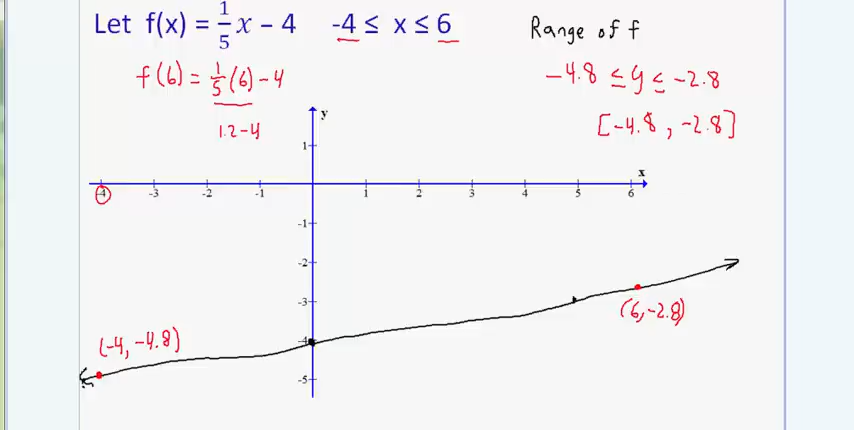 Let f(x) = 1/5 x − 4    -4 ≤ x ≤ 6
Range of f
f(6) = 1/5 (6) − 4
1.2 − 4
−4.8 ≤ y ≤ −2.8
[−4.8, −2.8]
y
1
x
-4 -3 -2 -1 1 2 3 4 5 6
-1
-2
-3
-4
-5
(6, −2.8)
(−4, −4.8)